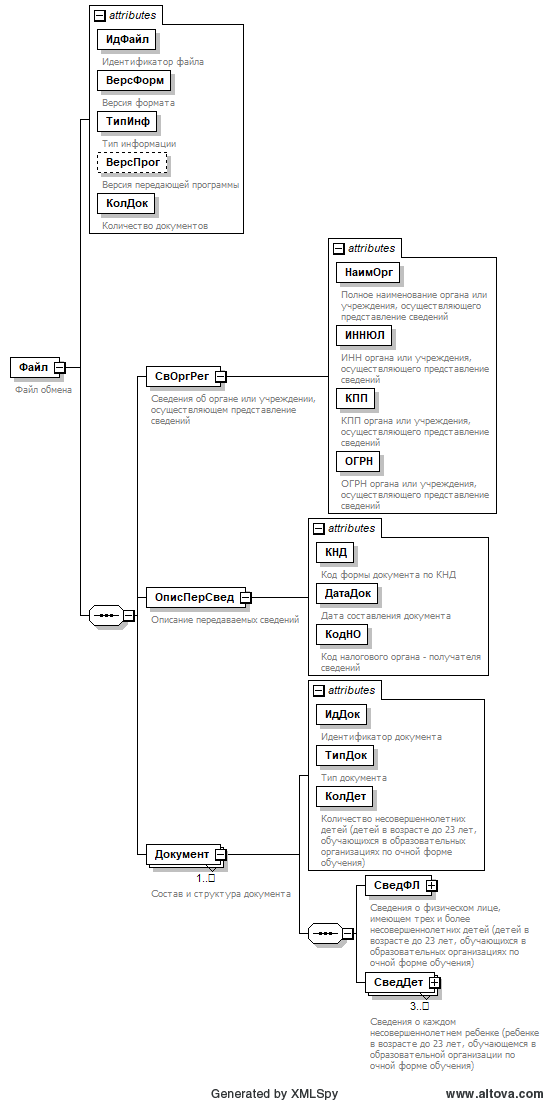 attributes
ИдФайл
Идентификатор файла
ВерсФорм
Версия формата
ТипИнф
Тип информации
ВерсПрог
Версия передающей программы
КолДок
Количество документов
Файл
Файл обмена
СвОргРег
Сведения об органе или учреждении,
осуществляющем представление
сведений
attributes
НаимОрг
Полное наименование органа или
учреждения, осуществляющего
представление сведений
ИННЮЛ
ИНН органа или учреждения,
осуществляющего представление
сведений
КПП
КПП органа или учреждения,
осуществляющего представление
сведений
ОГРН
ОГРН органа или учреждения,
осуществляющего представление
сведений
ОписПерСвед
Описание передаваемых сведений
attributes
КНД
Код формы документа по КНД
ДатаДок
Дата составления документа
КодНО
Код налогового органа - получателя
сведений
Документ
1..
Состав и структура документа
attributes
ИдДок
Идентификатор документа
ТипДок
Тип документа
КолДет
Количество несовершеннолетних
детей (детей в возрасте до 23 лет,
обучающихся в образовательных
организациях по очной форме
обучения)
СведФЛ
Сведения о физическом лице,
имеющем трех и более
несовершеннолетних детей (детей в
возрасте до 23 лет, обучающихся в
образовательных организациях по
очной форме обучения)
СведДет
3..
Сведения о каждом
несовершеннолетнем ребенке (ребенке
в возрасте до 23 лет, обучающемся в
образовательной организации по
очной форме обучения)
Generated by XMLSpy
www.altova.com